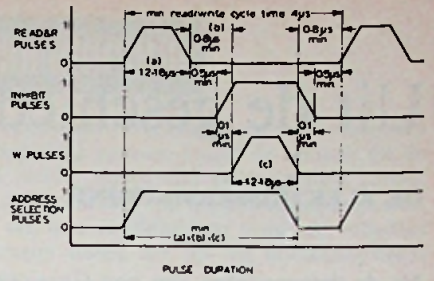 min read/write cycle time 4µs
1
READ&R
PULSES
0
(b)
0·8µs
min
0·8µs
min
(a)
1·2-1·8µs
0·5µs
min
0·5µs
min
1
INHIBIT
PULSES
0
0·1
µs
min
0·1
µs
min
1
W PULSES
0
(c)
1·2-1·8µs
1
ADDRESS
SELECTION
PULSES
0
min
(a)+(b)+(c)
PULSE DURATION